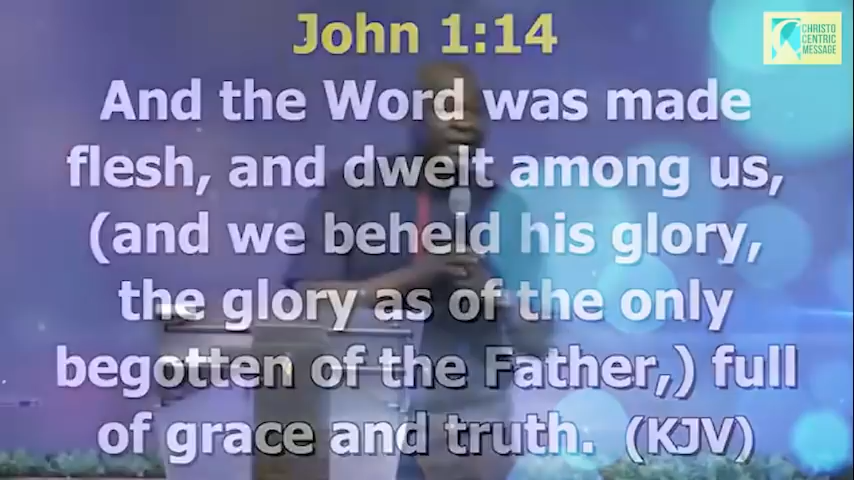 John 1:14
CHRISTO
CENTRIC
MESSAGE
And the Word was made
flesh, and dwelt among us,
(and we beheld his glory,
the glory as of the only
begotten of the Father,) full
of grace and truth. (KJV)